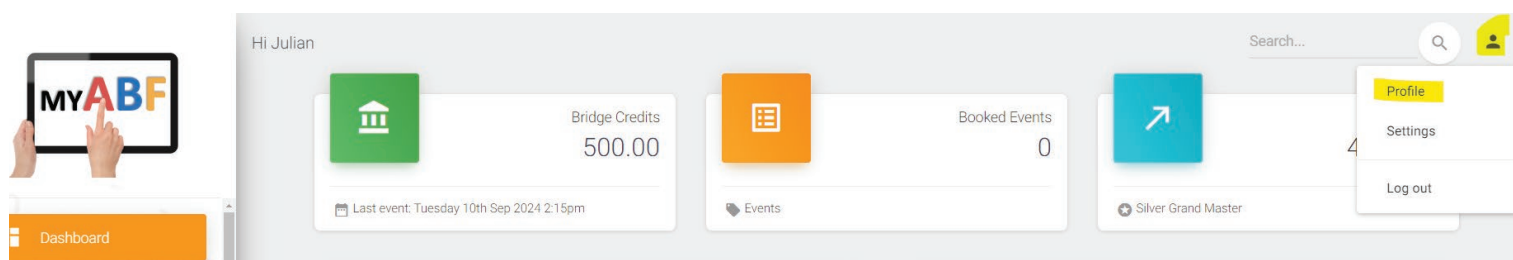 Hi Julian
Search...
MYABF
Bridge Credits
500.00
Last event: Tuesday 10th Sep 2024 2:15pm
Booked Events
0
Events
4
Silver Grand Master
Profile
Settings
Log out
Dashboard